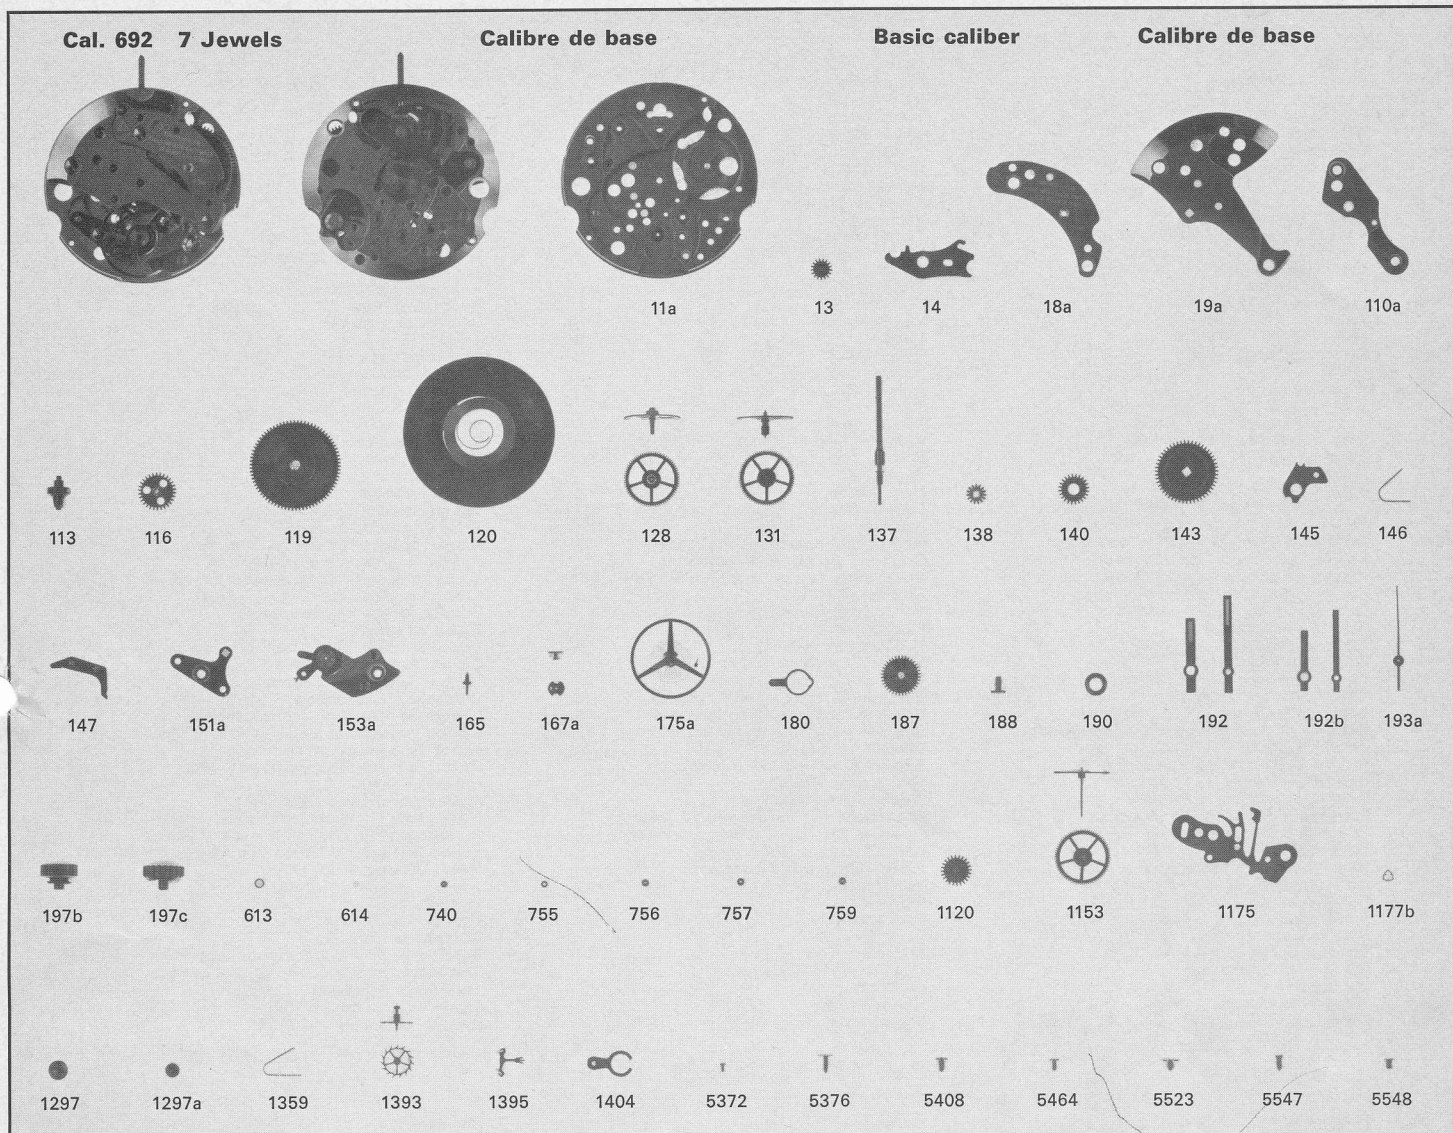 Cal. 692 7 Jewels Calibre de base Basic caliber Calibre de base
11a 13 14 18a 19a 110a
113 116 119 120 128 131 137 138 140 143 145 146
147 151a 153a 165 167a 175a 180 187 188 190 192 192b 193a
197b 197c 613 614 740 755 756 757 759 1120 1153 1175 1177b
1297 1297a 1359 1393 1395 1404 5372 5376 5408 5464 5523 5547 5548